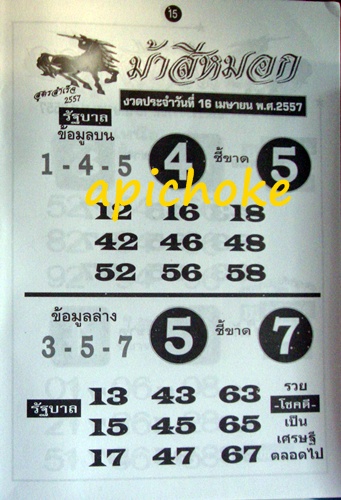 15
ม้าสีหมอก
สูตรสำเร็จ
2557
งวดประจำวันที่ 16 เมษายน พ.ศ.2557
รัฐบาล
ข้อมูลบน
1 - 4 - 5 4 ชี้ขาด 5
apichoke
12 16 18
42 46 48
52 56 58
ข้อมูลล่าง
3 - 5 - 7 5 ชี้ขาด 7
รัฐบาล
13 43 63
15 45 65
17 47 67
รวย
-โชคดี-
เป็น
เศรษฐี
ตลอดไป